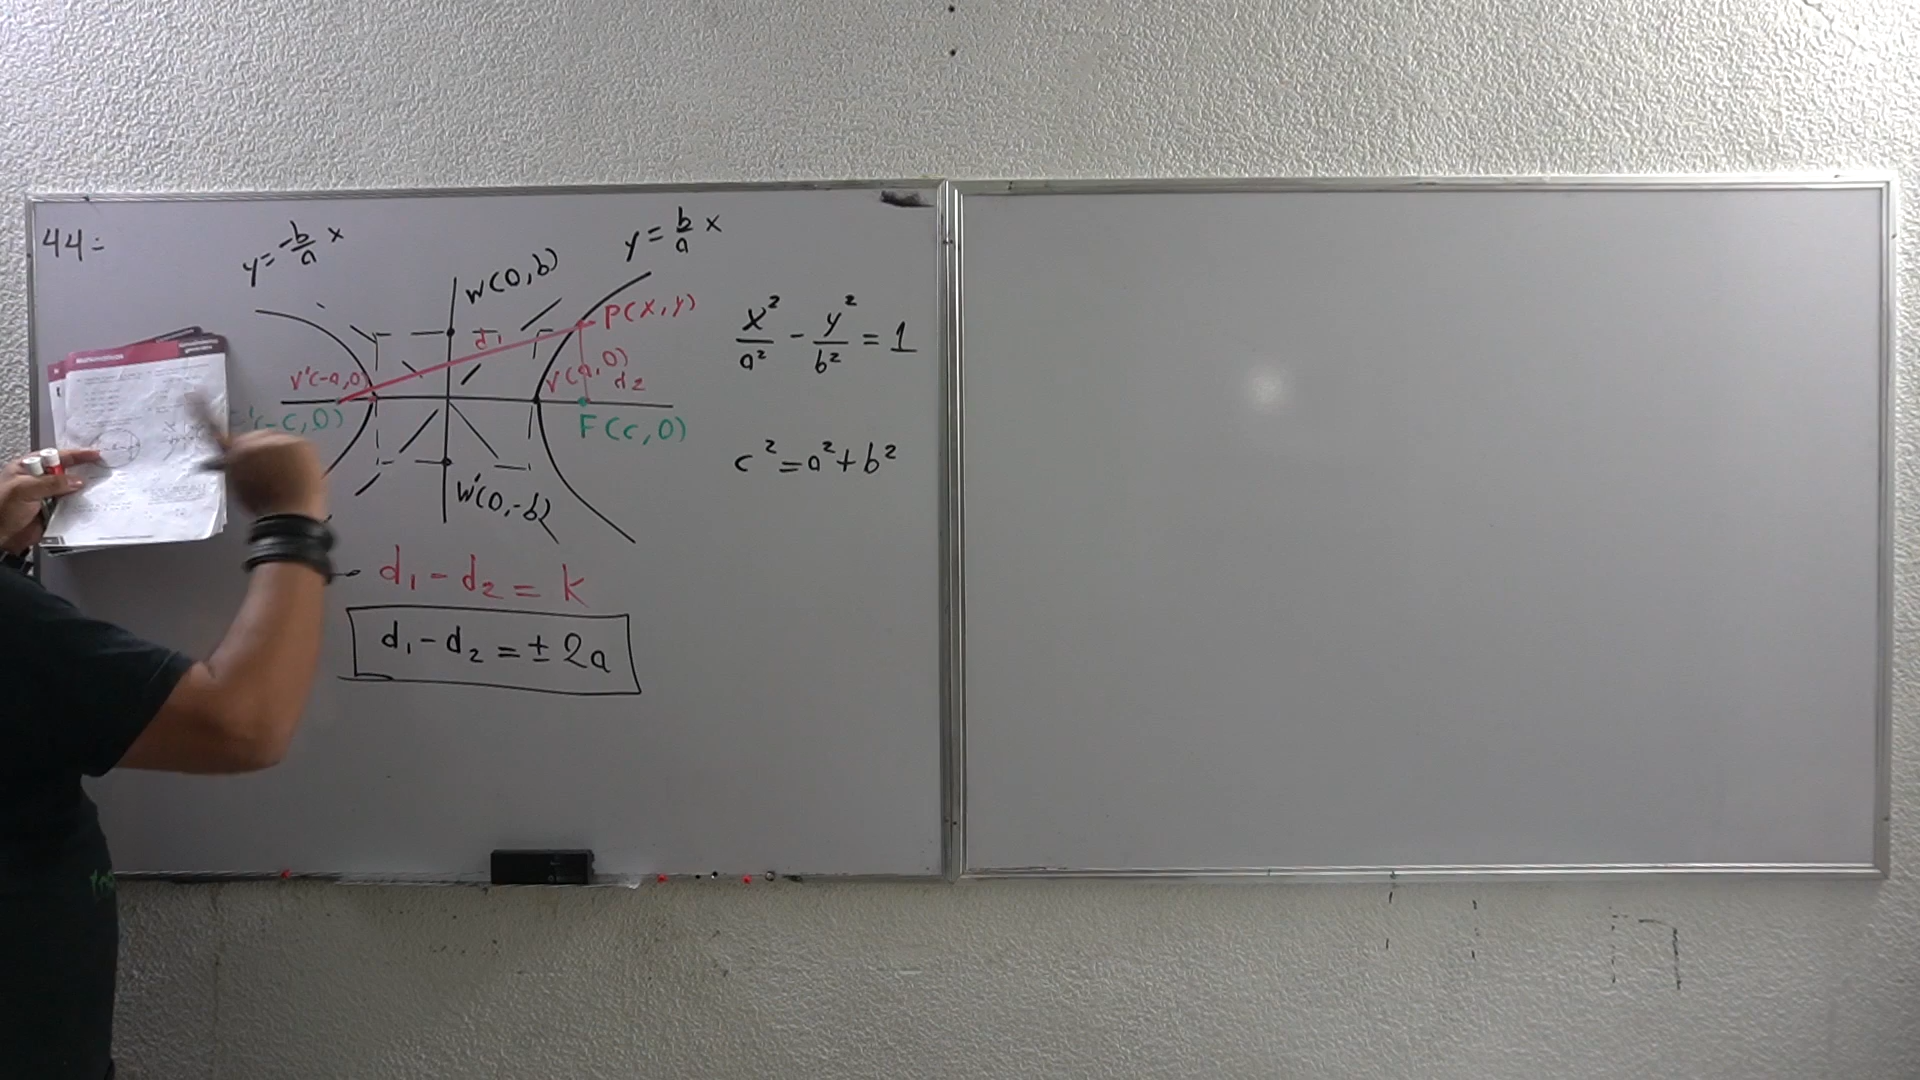 44=
y = -b/a x
y = b/a x
W(0,b)
P(x,y)
d₁
V'(-a,0)
V(a,0)
d₂
'(-c,0)
F(c,0)
W'(0,-b)
x²/a² - y²/b² = 1
c² = a² + b²
d₁ - d₂ = k
d₁ - d₂ = ± 2a